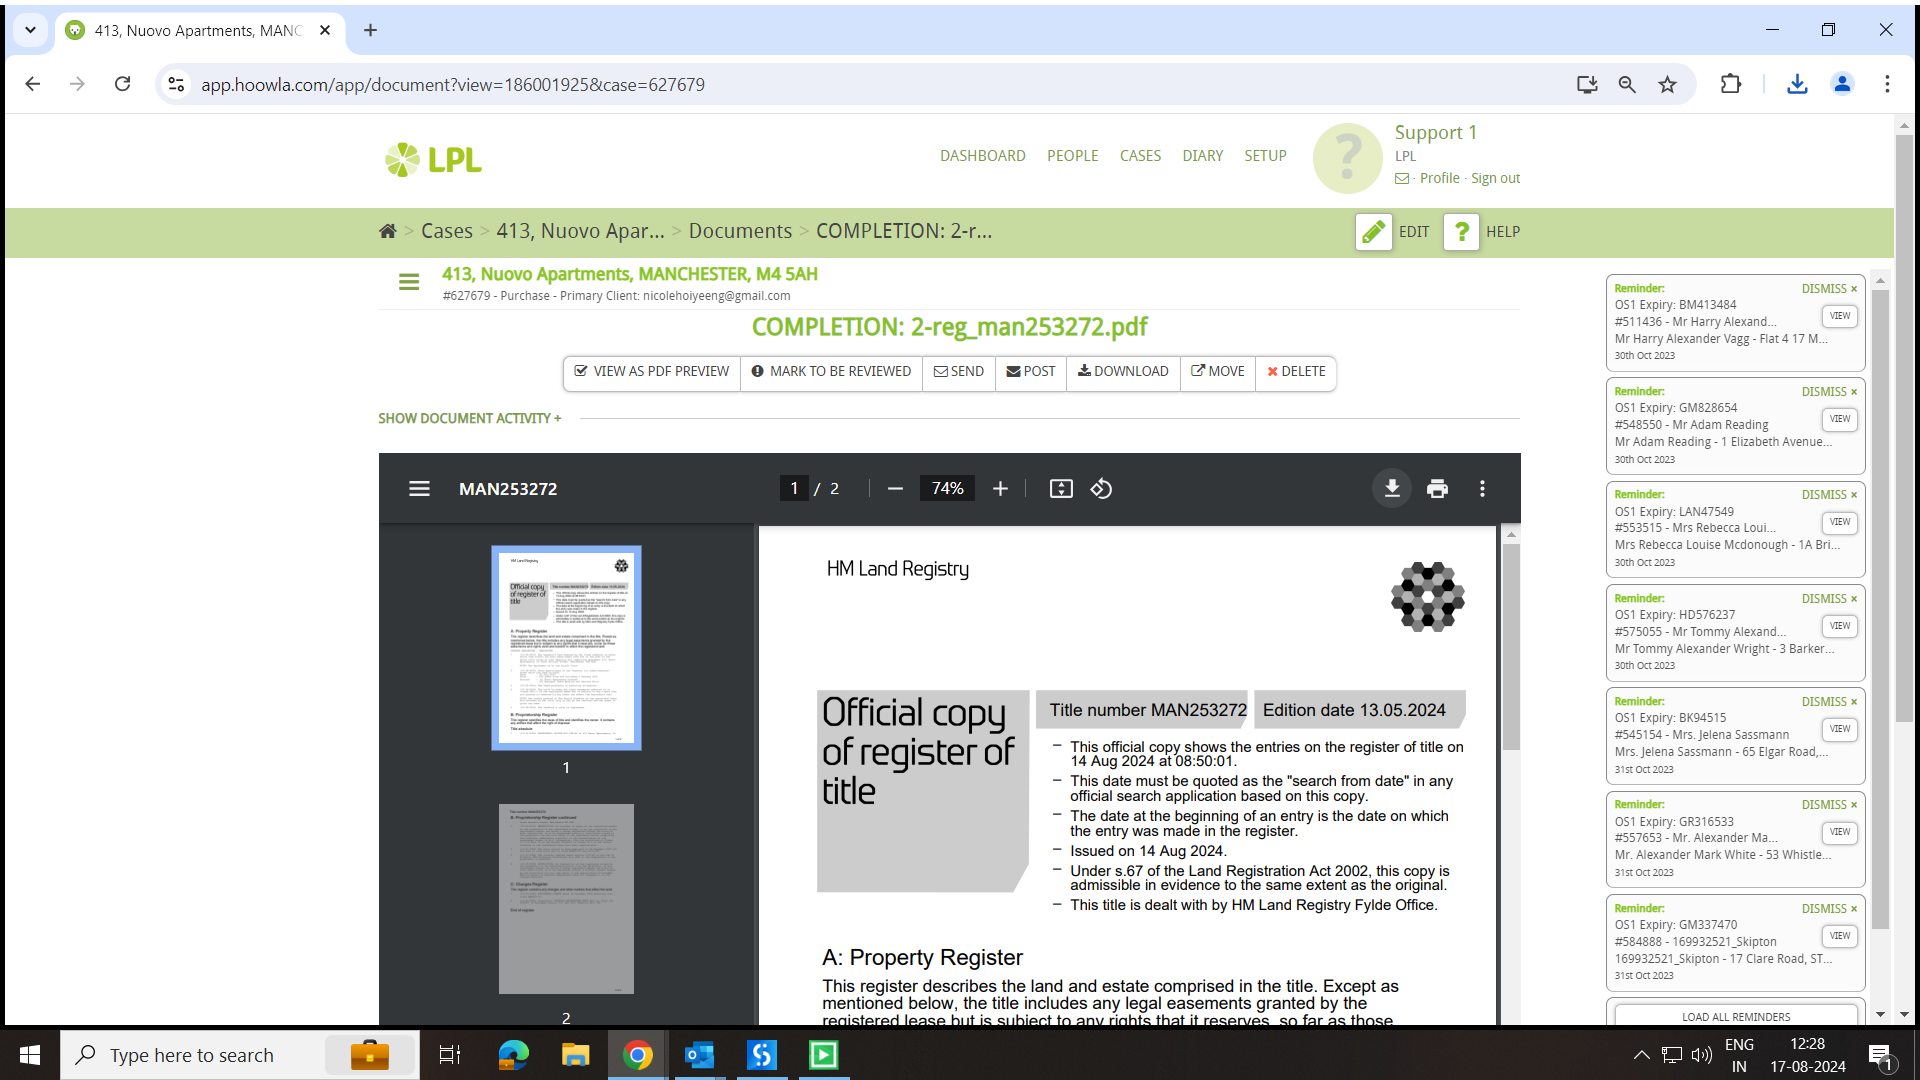 413, Nuovo Apartments, MANC
app.hoowla.com/app/document?view=186001925&case=627679
LPL
DASHBOARD PEOPLE CASES DIARY SETUP
?
Support 1
LPL
· Profile · Sign out
> Cases > 413, Nuovo Apar... > Documents > COMPLETION: 2-r...
EDIT ? HELP
413, Nuovo Apartments, MANCHESTER, M4 5AH
#627679 - Purchase - Primary Client: nicolehoiyeeng@gmail.com
COMPLETION: 2-reg_man253272.pdf
VIEW AS PDF PREVIEW MARK TO BE REVIEWED SEND POST DOWNLOAD MOVE DELETE
SHOW DOCUMENT ACTIVITY +
MAN253272 1 / 2 74%
HM Land Registry
Official copy of register of title
1
2
HM Land Registry
Official copy
of register of
title
Title number MAN253272 Edition date 13.05.2024
– This official copy shows the entries on the register of title on
14 Aug 2024 at 08:50:01.
– This date must be quoted as the "search from date" in any
official search application based on this copy.
– The date at the beginning of an entry is the date on which
the entry was made in the register.
– Issued on 14 Aug 2024.
– Under s.67 of the Land Registration Act 2002, this copy is
admissible in evidence to the same extent as the original.
– This title is dealt with by HM Land Registry Fylde Office.
A: Property Register
This register describes the land and estate comprised in the title. Except as
mentioned below, the title includes any legal easements granted by the
registered lease but is subject to any rights that it reserves, so far as those
Reminder: DISMISS ×
OS1 Expiry: BM413484
#511436 - Mr Harry Alexand...
VIEW
Mr Harry Alexander Vagg - Flat 4 17 M...
30th Oct 2023
Reminder: DISMISS ×
OS1 Expiry: GM828654
#548550 - Mr Adam Reading
VIEW
Mr Adam Reading - 1 Elizabeth Avenue...
30th Oct 2023
Reminder: DISMISS ×
OS1 Expiry: LAN47549
#553515 - Mrs Rebecca Loui...
VIEW
Mrs Rebecca Louise Mcdonough - 1A Bri...
30th Oct 2023
Reminder: DISMISS ×
OS1 Expiry: HD576237
#575055 - Mr Tommy Alexand...
VIEW
Mr Tommy Alexander Wright - 3 Barker...
30th Oct 2023
Reminder: DISMISS ×
OS1 Expiry: BK94515
#545154 - Mrs. Jelena Sassmann
VIEW
Mrs. Jelena Sassmann - 65 Elgar Road,...
31st Oct 2023
Reminder: DISMISS ×
OS1 Expiry: GR316533
#557653 - Mr. Alexander Ma...
VIEW
Mr. Alexander Mark White - 53 Whistle...
31st Oct 2023
Reminder: DISMISS ×
OS1 Expiry: GM337470
#584888 - 169932521_Skipton
VIEW
169932521_Skipton - 17 Clare Road, ST...
31st Oct 2023
LOAD ALL REMINDERS
Type here to search
ENG
IN
12:28
17-08-2024
1